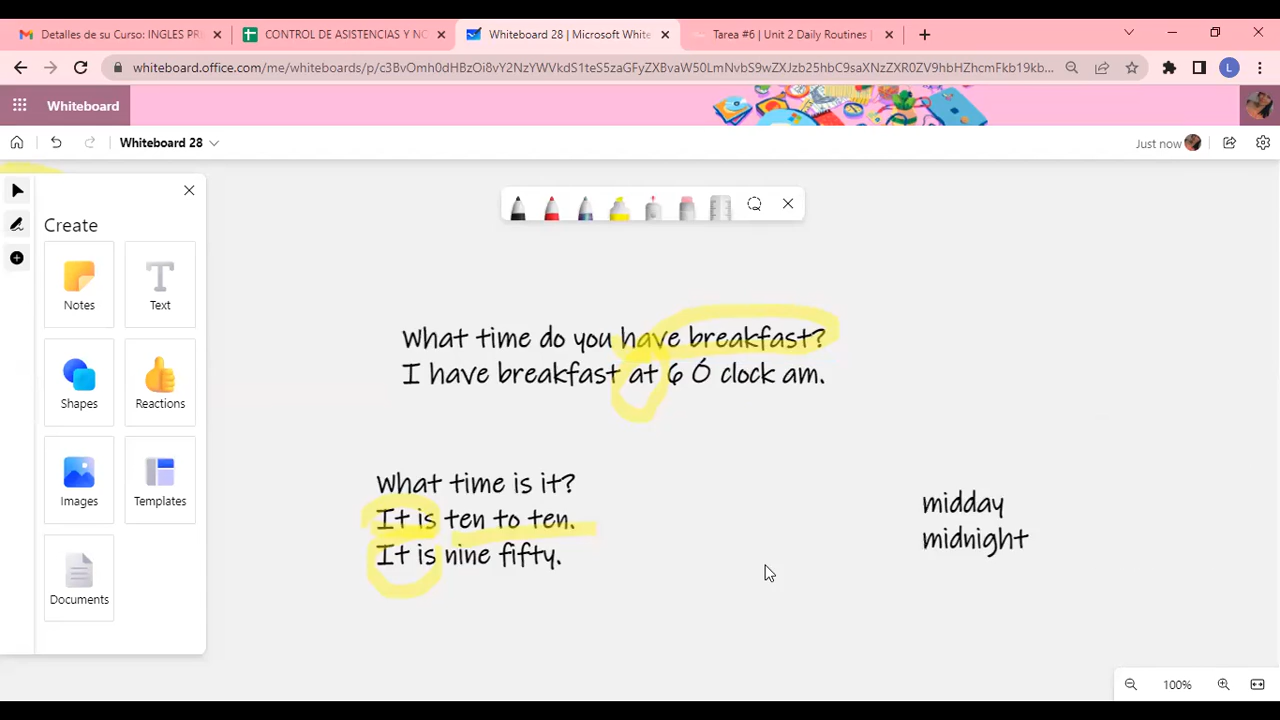 Detalles de su Curso: INGLES PR
CONTROL DE ASISTENCIAS Y NC
Whiteboard 28 | Microsoft White
Tarea #6 | Unit 2 Daily Routines |
L
Whiteboard
Whiteboard 28
Just now
Create
Notes
Text
Shapes
Reactions
Images
Templates
Documents
What time do you have breakfast?
I have breakfast at 6 Ó clock am.
What time is it?
It is ten to ten.
It is nine fifty.
midday
midnight
100%